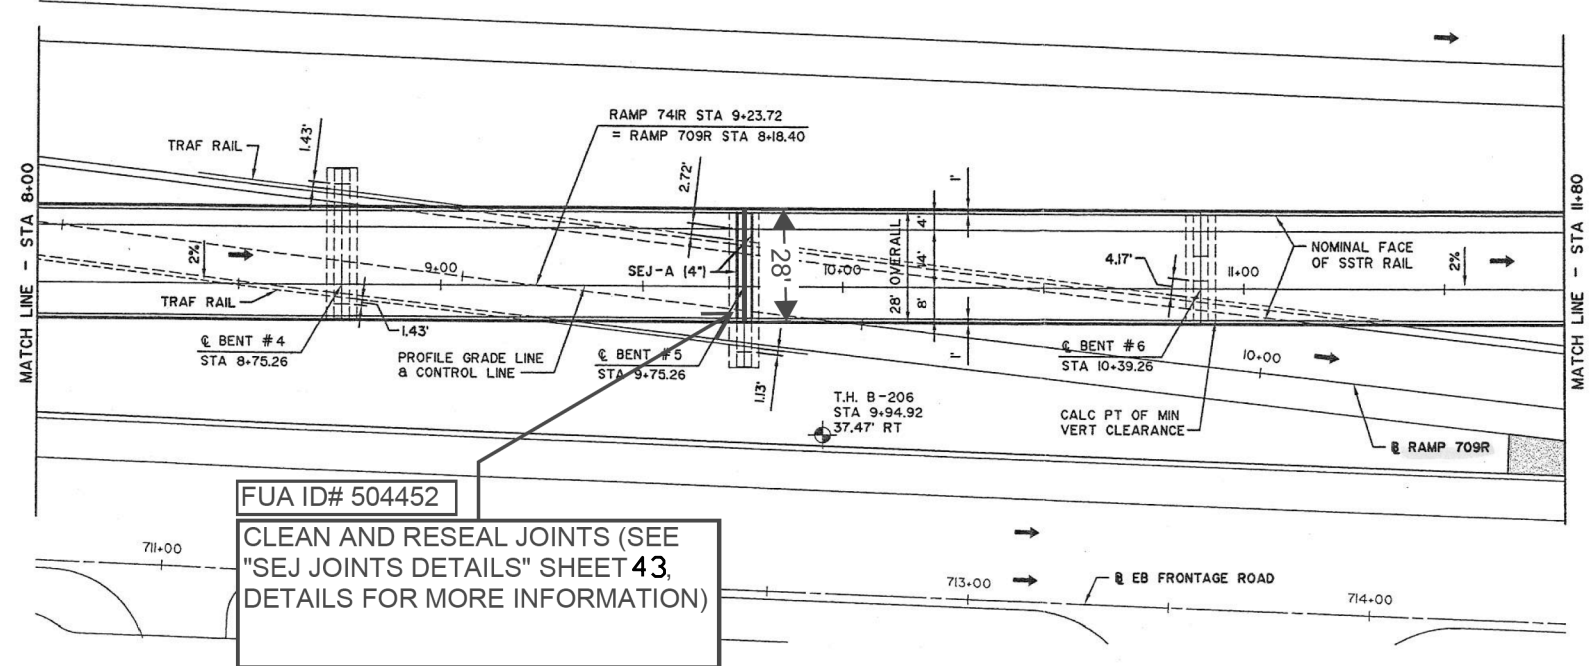 MATCH LINE - STA 8+00
TRAF RAIL
1.43'
RAMP 741R STA 9+23.72
= RAMP 709R STA 8+18.40
2.72'
1'
4'
2%
9+00
SEJ-A (4")
28'
10+00
28' OVERALL
14'
8'
4.17'
11+00
NOMINAL FACE
OF SSTR RAIL
2%
MATCH LINE - STA 11+80
TRAF RAIL
1.43'
℄ BENT #4
STA 8+75.26
PROFILE GRADE LINE
& CONTROL LINE
℄ BENT #5
STA 9+75.26
1.13'
1'
℄ BENT #6
STA 10+39.26
10+00
T.H. B-206
STA 9+94.92
37.47' RT
CALC PT OF MIN
VERT CLEARANCE
B RAMP 709R
FUA ID# 504452
CLEAN AND RESEAL JOINTS (SEE
"SEJ JOINTS DETAILS" SHEET 43,
DETAILS FOR MORE INFORMATION)
711+00
713+00
B EB FRONTAGE ROAD
714+00